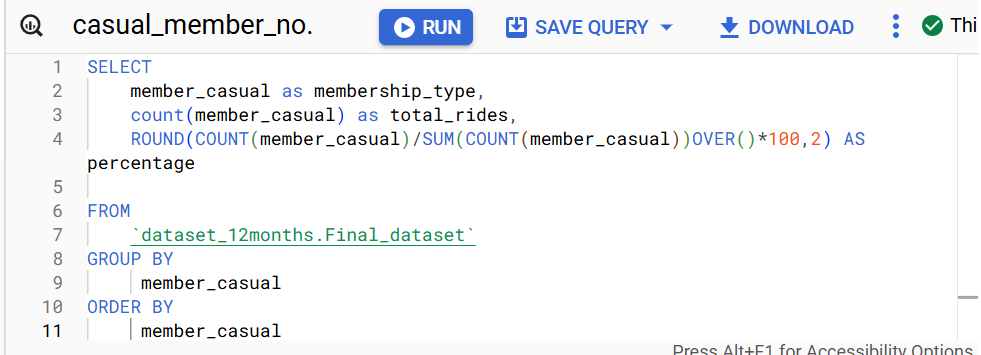 casual_member_no. RUN SAVE QUERY DOWNLOAD Thi
1 SELECT
2 member_casual as membership_type,
3 count(member_casual) as total_rides,
4 ROUND(COUNT(member_casual)/SUM(COUNT(member_casual))OVER()*100,2) AS
percentage
5
6 FROM
7 `dataset_12months.Final_dataset`
8 GROUP BY
9 member_casual
10 ORDER BY
11 member_casual
Press Alt+F1 for Accessibility Options